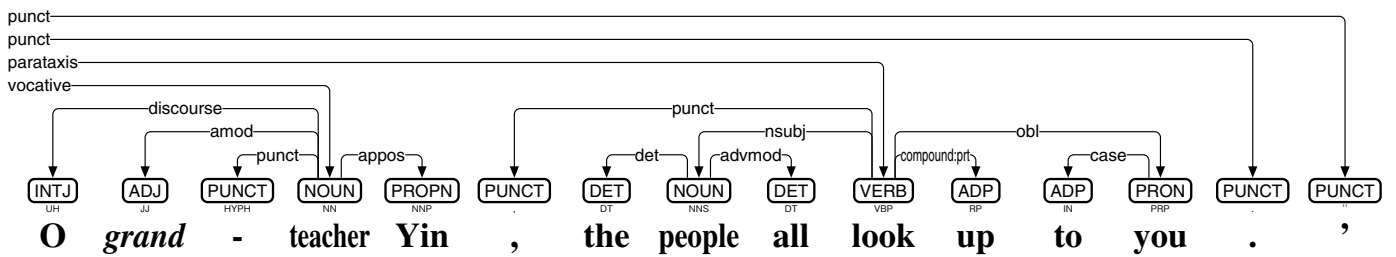 punct
punct
parataxis
vocative
discourse punct
amod nsubj obl
punct appos det advmod compound:prt case
INTJ ADJ PUNCT NOUN PROPN PUNCT DET NOUN DET VERB ADP ADP PRON PUNCT PUNCT
UH JJ HYPH NN NNP , DT NNS DT VBP RP IN PRP . ''
O grand - teacher Yin , the people all look up to you . ’